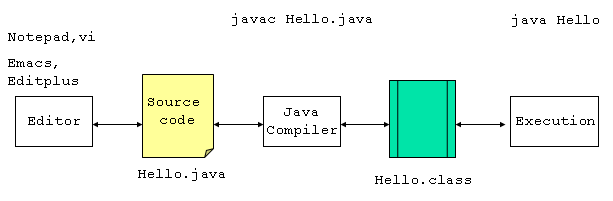 javac Hello.java
java Hello
Notepad,vi
Emacs,
Editplus
Editor
Source
code
Java
Compiler
Execution
Hello.java
Hello.class